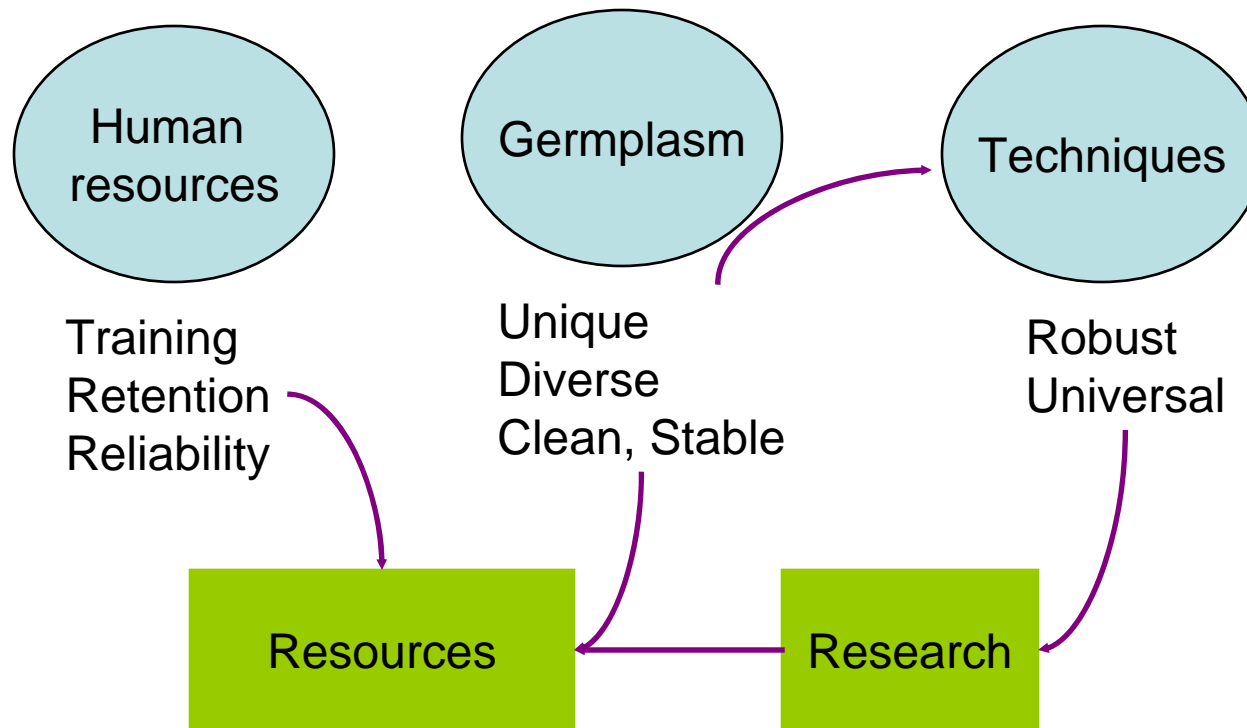 Human
resources
Germplasm
Techniques
Training
Retention
Reliability
Unique
Diverse
Clean, Stable
Robust
Universal
Resources
Research